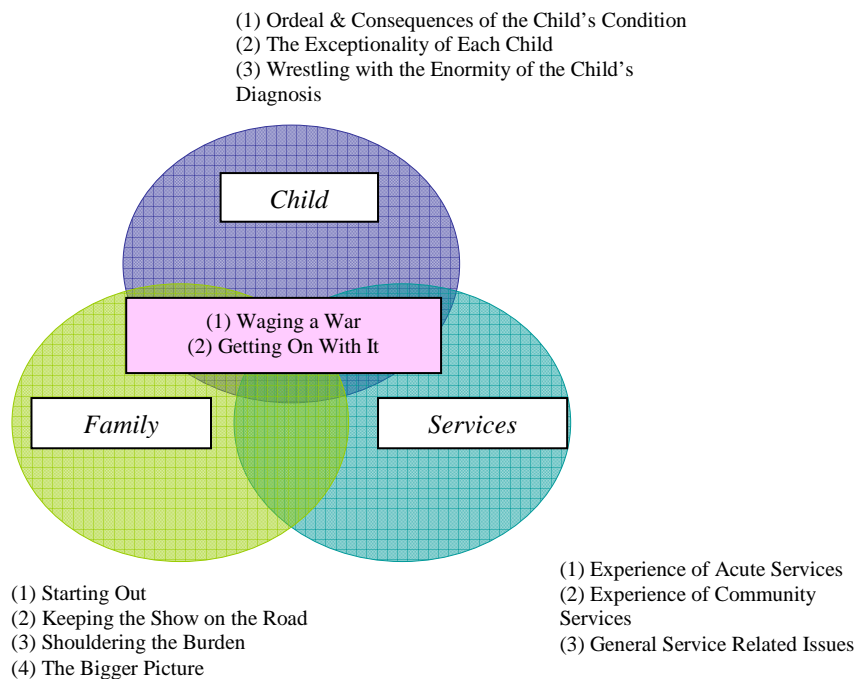 (1) Ordeal & Consequences of the Child's Condition
(2) The Exceptionality of Each Child
(3) Wrestling with the Enormity of the Child's
Diagnosis
Child
(1) Waging a War
(2) Getting On With It
Family
Services
(1) Starting Out
(2) Keeping the Show on the Road
(3) Shouldering the Burden
(4) The Bigger Picture
(1) Experience of Acute Services
(2) Experience of Community
Services
(3) General Service Related Issues